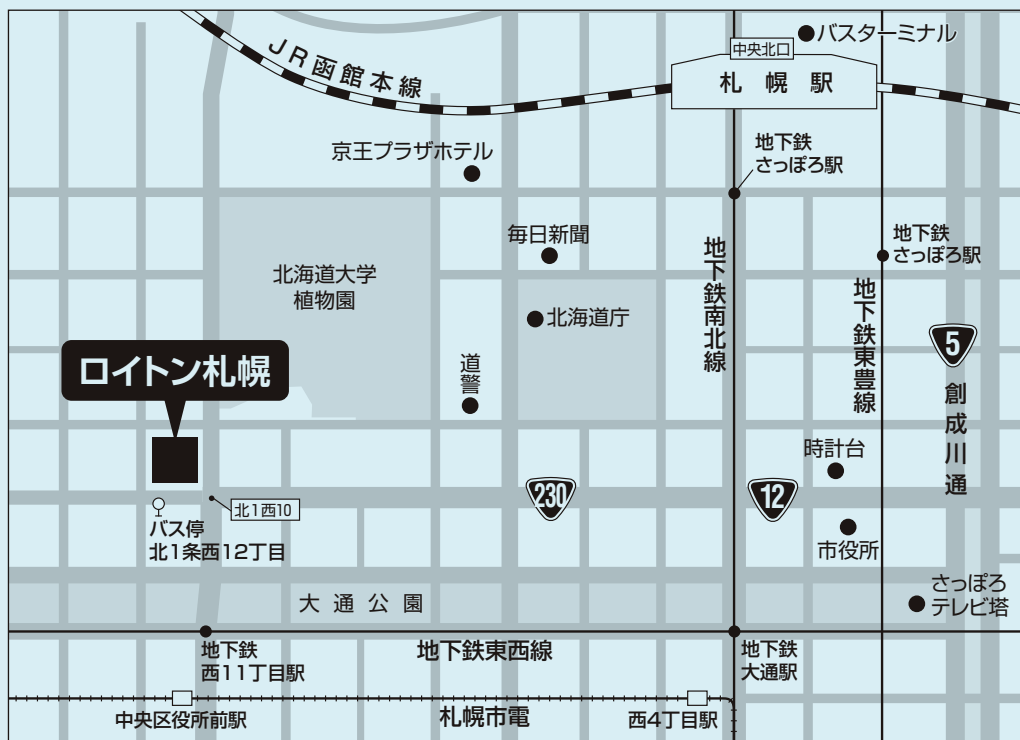 バスターミナル
中央北口
札幌駅
JR函館本線
京王プラザホテル
地下鉄
さっぽろ駅
毎日新聞
地下鉄南北線
地下鉄
さっぽろ駅
北海道大学
植物園
北海道庁
地下鉄東豊線
5
ロイトン札幌
道警
創成川通
時計台
230
12
北1西10
バス停
北1条西12丁目
市役所
大通公園
さっぽろ
テレビ塔
地下鉄
西11丁目駅
地下鉄東西線
地下鉄
大通駅
中央区役所前駅
札幌市電
西4丁目駅